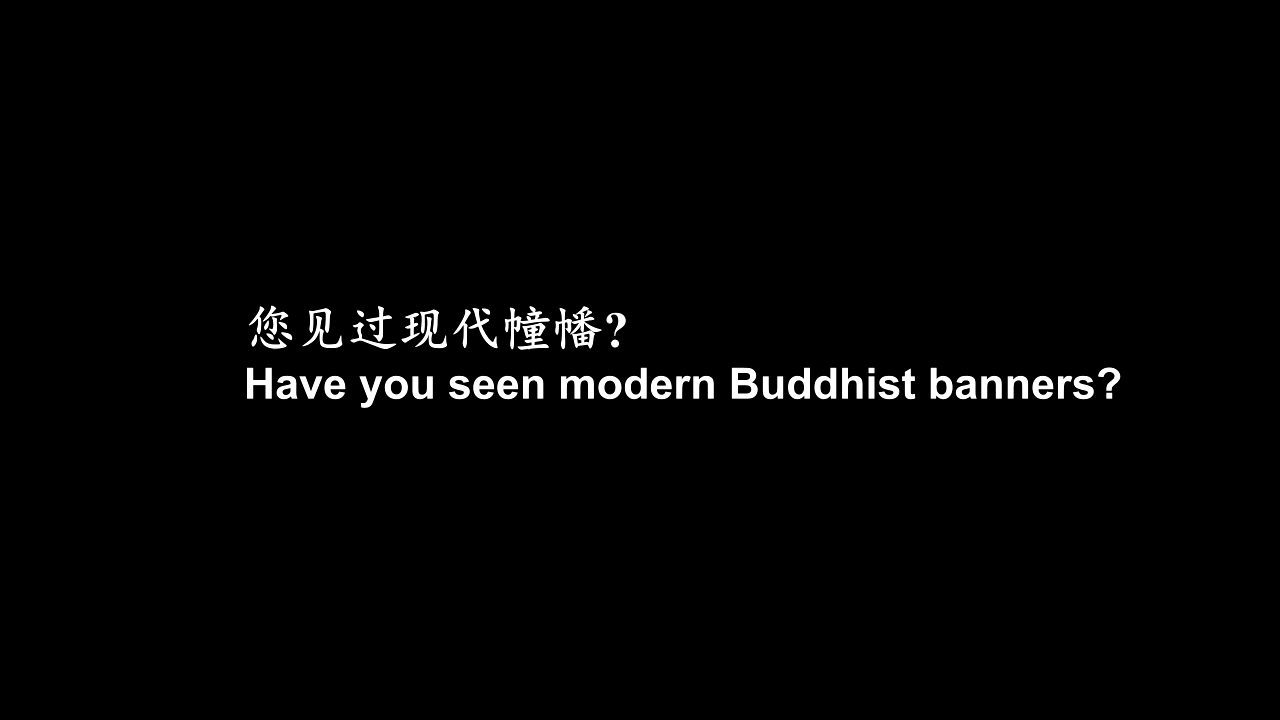 您见过现代幢幡?
Have you seen modern Buddhist banners?